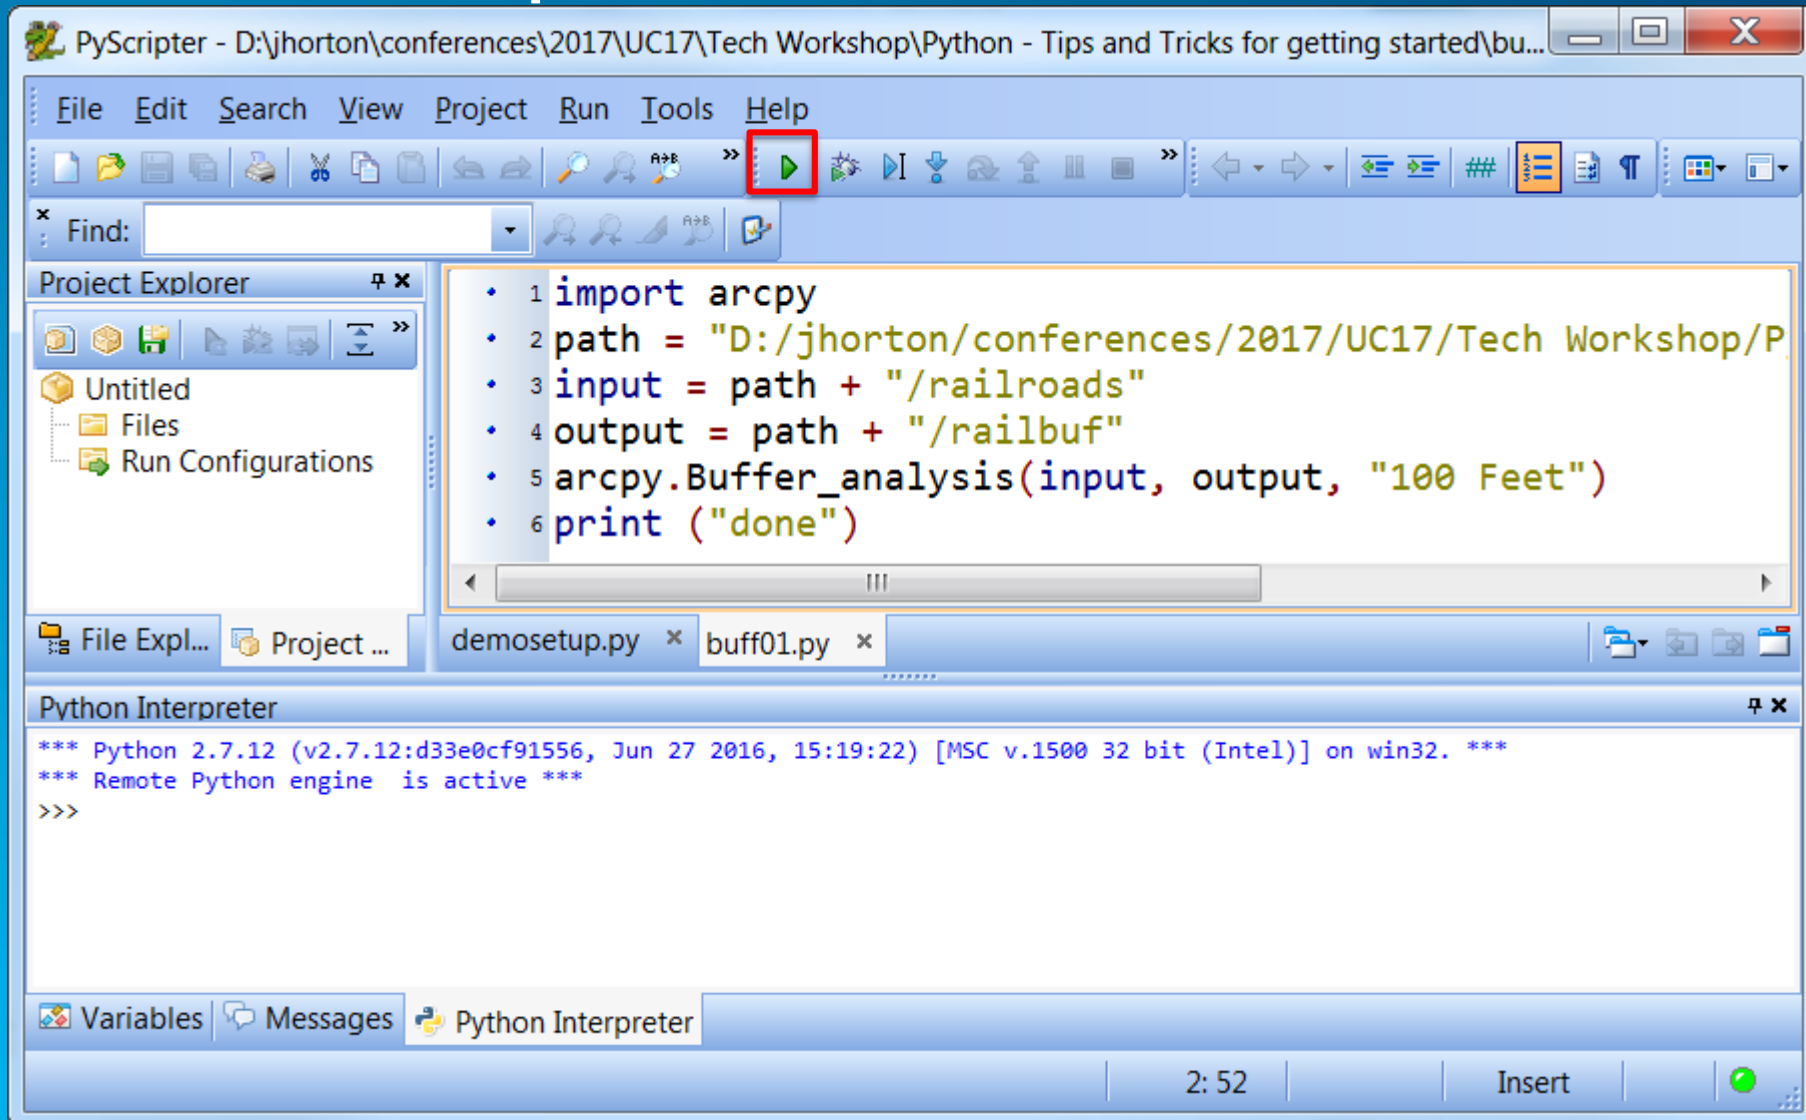 PyScripter - D:\jhorton\conferences\2017\UC17\Tech Workshop\Python - Tips and Tricks for getting started\bu...
File Edit Search View Project Run Tools Help
Find:
Project Explorer
Untitled
Files
Run Configurations
File Expl... Project ...
1 import arcpy
2 path = "D:/jhorton/conferences/2017/UC17/Tech Workshop/P
3 input = path + "/railroads"
4 output = path + "/railbuf"
5 arcpy.Buffer_analysis(input, output, "100 Feet")
6 print ("done")
demosetup.py × buff01.py ×
Python Interpreter
*** Python 2.7.12 (v2.7.12:d33e0cf91556, Jun 27 2016, 15:19:22) [MSC v.1500 32 bit (Intel)] on win32. ***
*** Remote Python engine  is active ***
>>>
Variables Messages Python Interpreter
2: 52 Insert